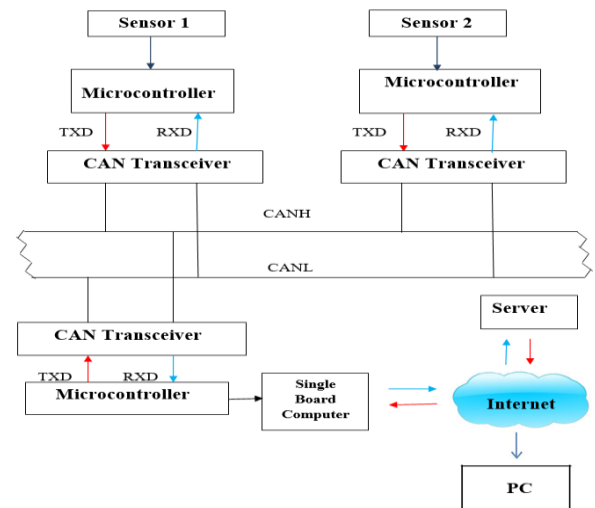 Sensor 1
Sensor 2
Microcontroller
Microcontroller
TXD
RXD
TXD
RXD
CAN Transceiver
CAN Transceiver
CANH
CANL
Server
CAN Transceiver
TXD
RXD
Microcontroller
Single
Board
Computer
Internet
PC